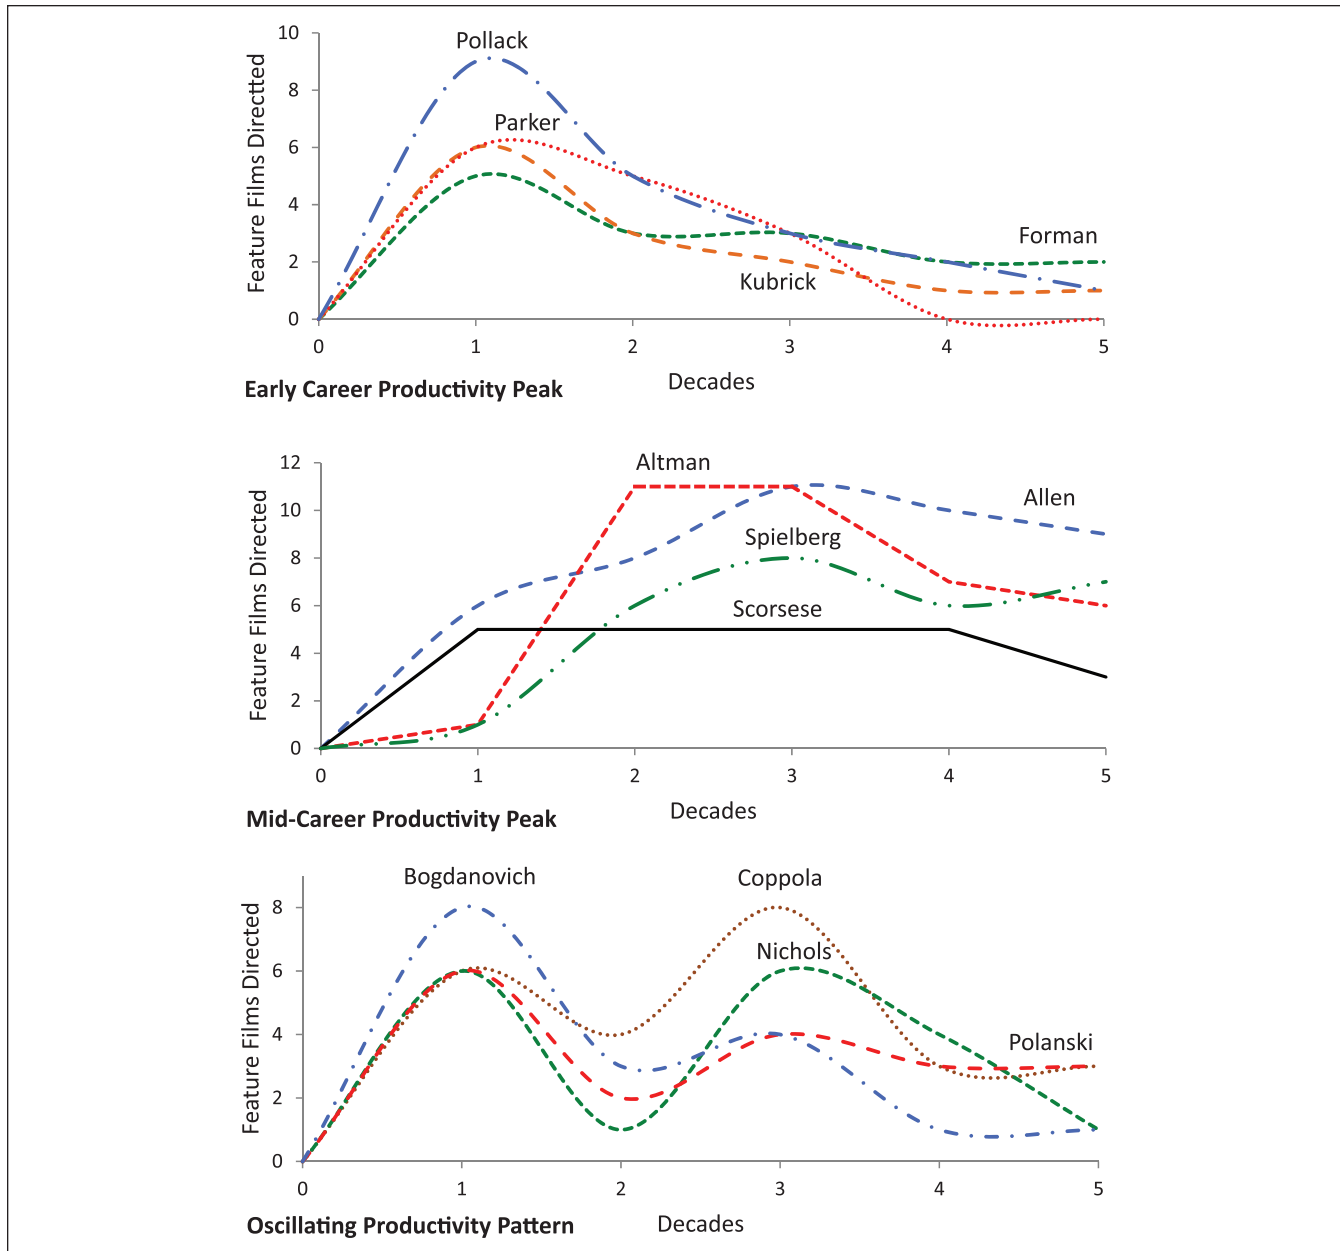 10
8
6
4
2
0
Feature Films Directted
Pollack
Parker
Forman
Kubrick
0 1 2 3 4 5
Decades
Early Career Productivity Peak
12
10
8
6
4
2
0
Feature Films Directed
Altman
Allen
Spielberg
Scorsese
0 1 2 3 4 5
Decades
Mid-Career Productivity Peak
8
6
4
2
0
Feature Films Directed
Bogdanovich
Coppola
Nichols
Polanski
0 1 2 3 4 5
Decades
Oscillating Productivity Pattern